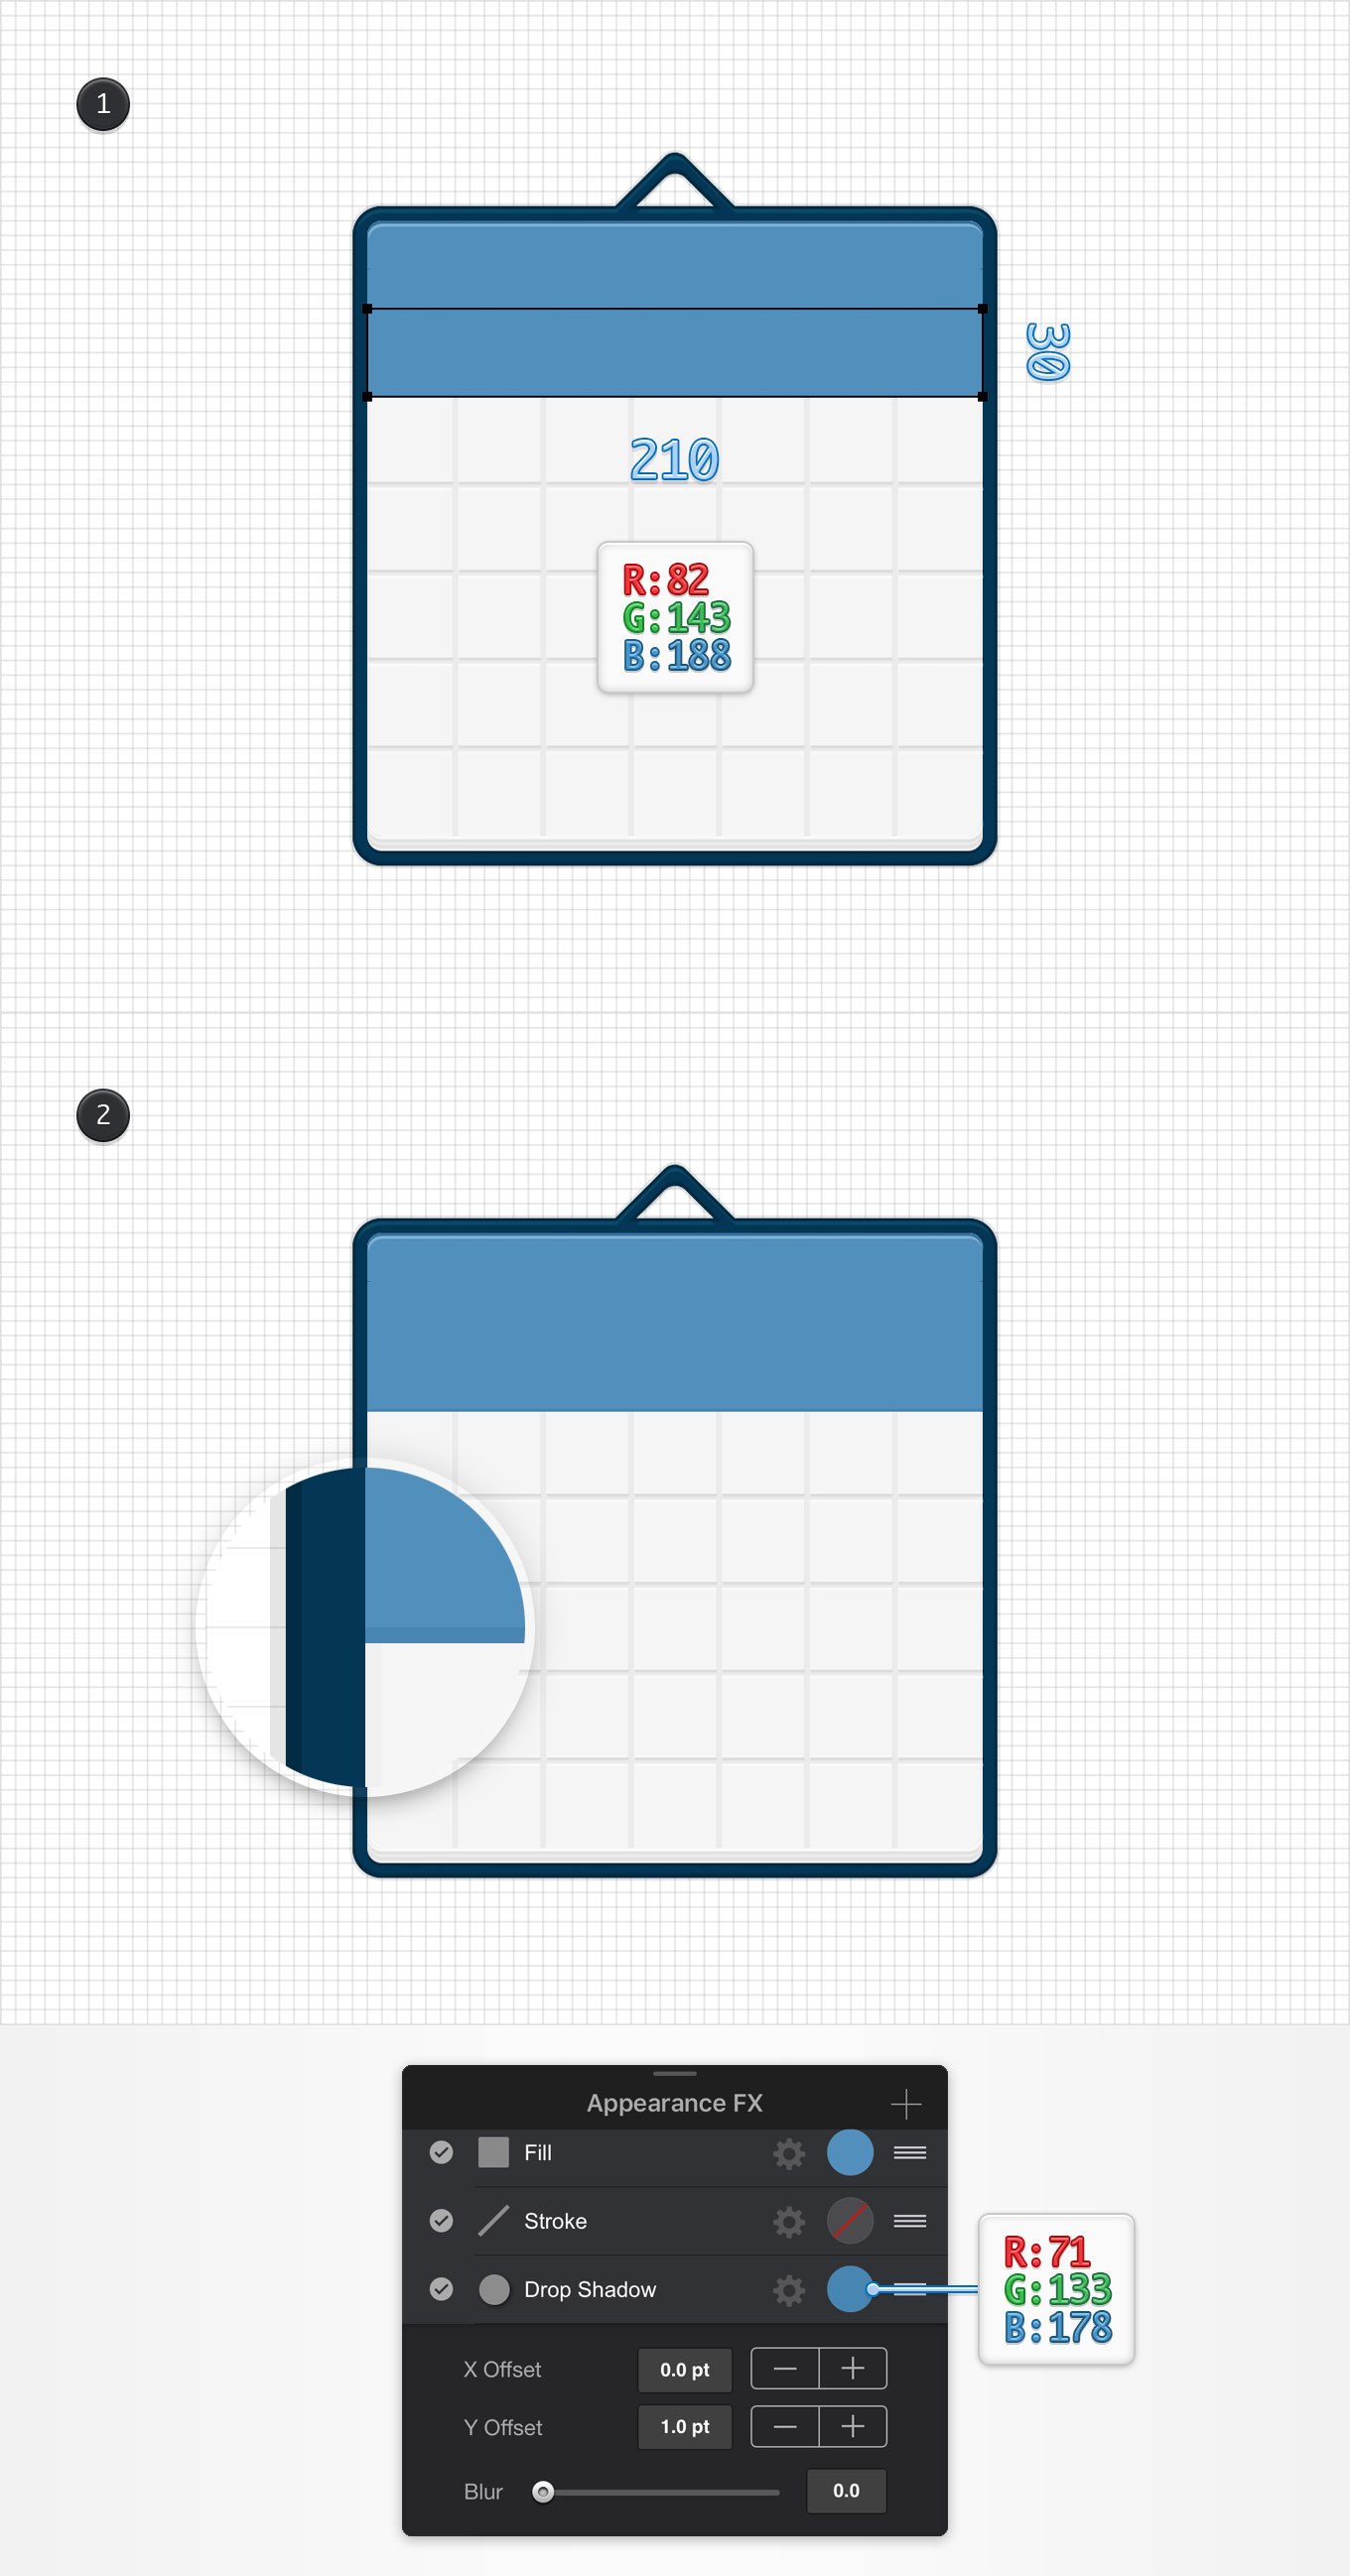 1
30
210
R:82
G:143
B:188
2
Appearance FX
Fill
Stroke
Drop Shadow
R:71
G:133
B:178
X Offset 0.0 pt
Y Offset 1.0 pt
Blur 0.0